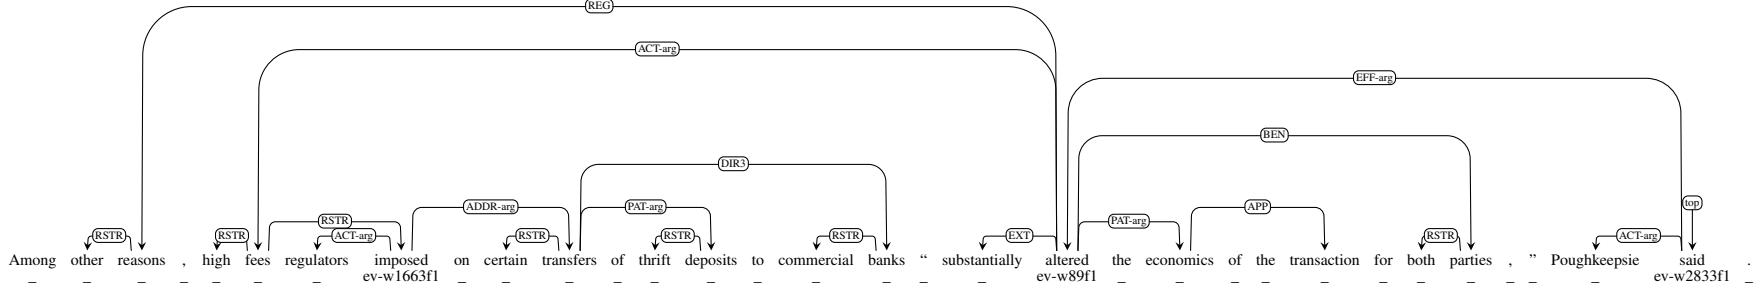 REG
ACT-arg
EFF-arg
BEN
DIR3
top
ADDR-arg PAT-arg APP
RSTR PAT-arg
RSTR RSTR ACT-arg RSTR RSTR RSTR EXT RSTR ACT-arg
Among other reasons , high fees regulators imposed on certain transfers of thrift deposits to commercial banks “ substantially altered the economics of the transaction for both parties , ” Poughkeepsie said .
ev-w1663f1 ev-w89f1 ev-w2833f1
_ _ _ _ _ _ _ _ _ _ _ _ _ _ _ _ _ _ _ _ _ _ _ _ _ _ _ _ _ _